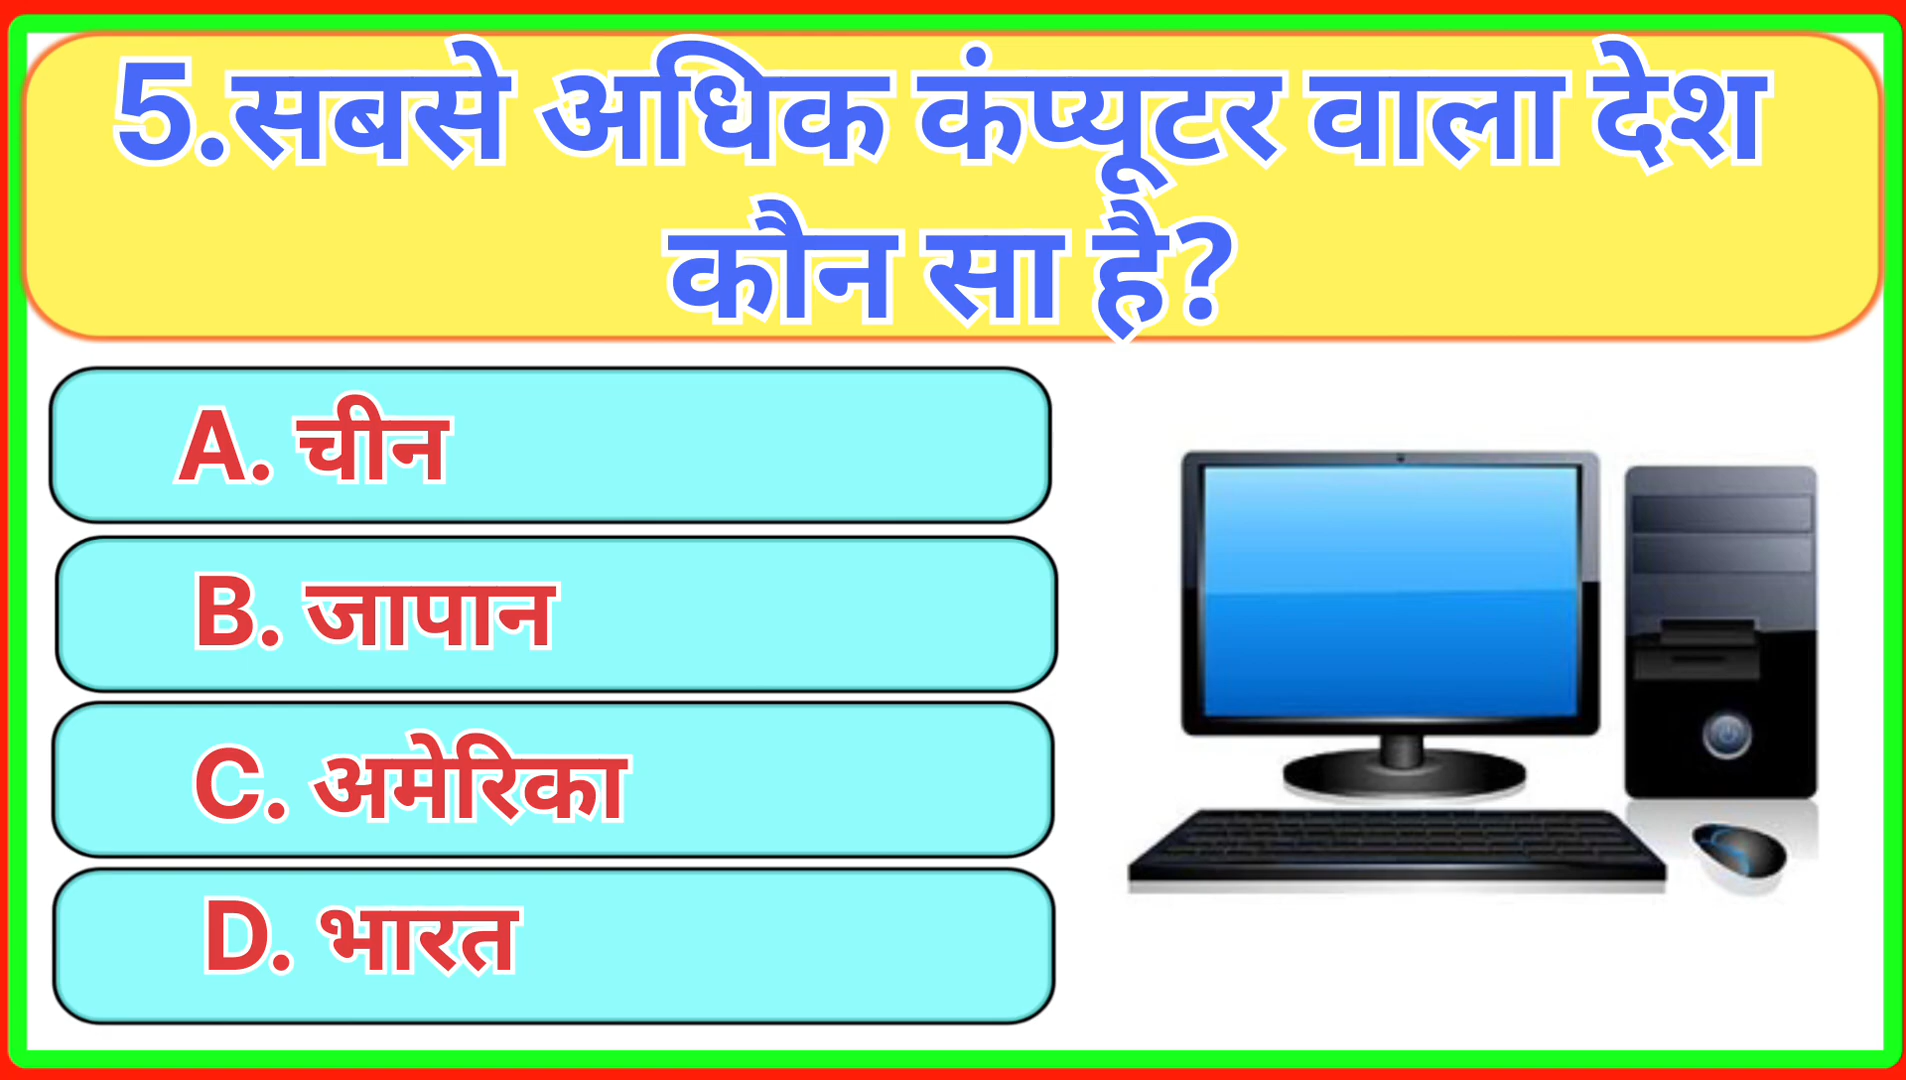 5.सबसे अधिक कंप्यूटर वाला देश
कौन सा है?
A. चीन
B. जापान
C. अमेरिका
D. भारत